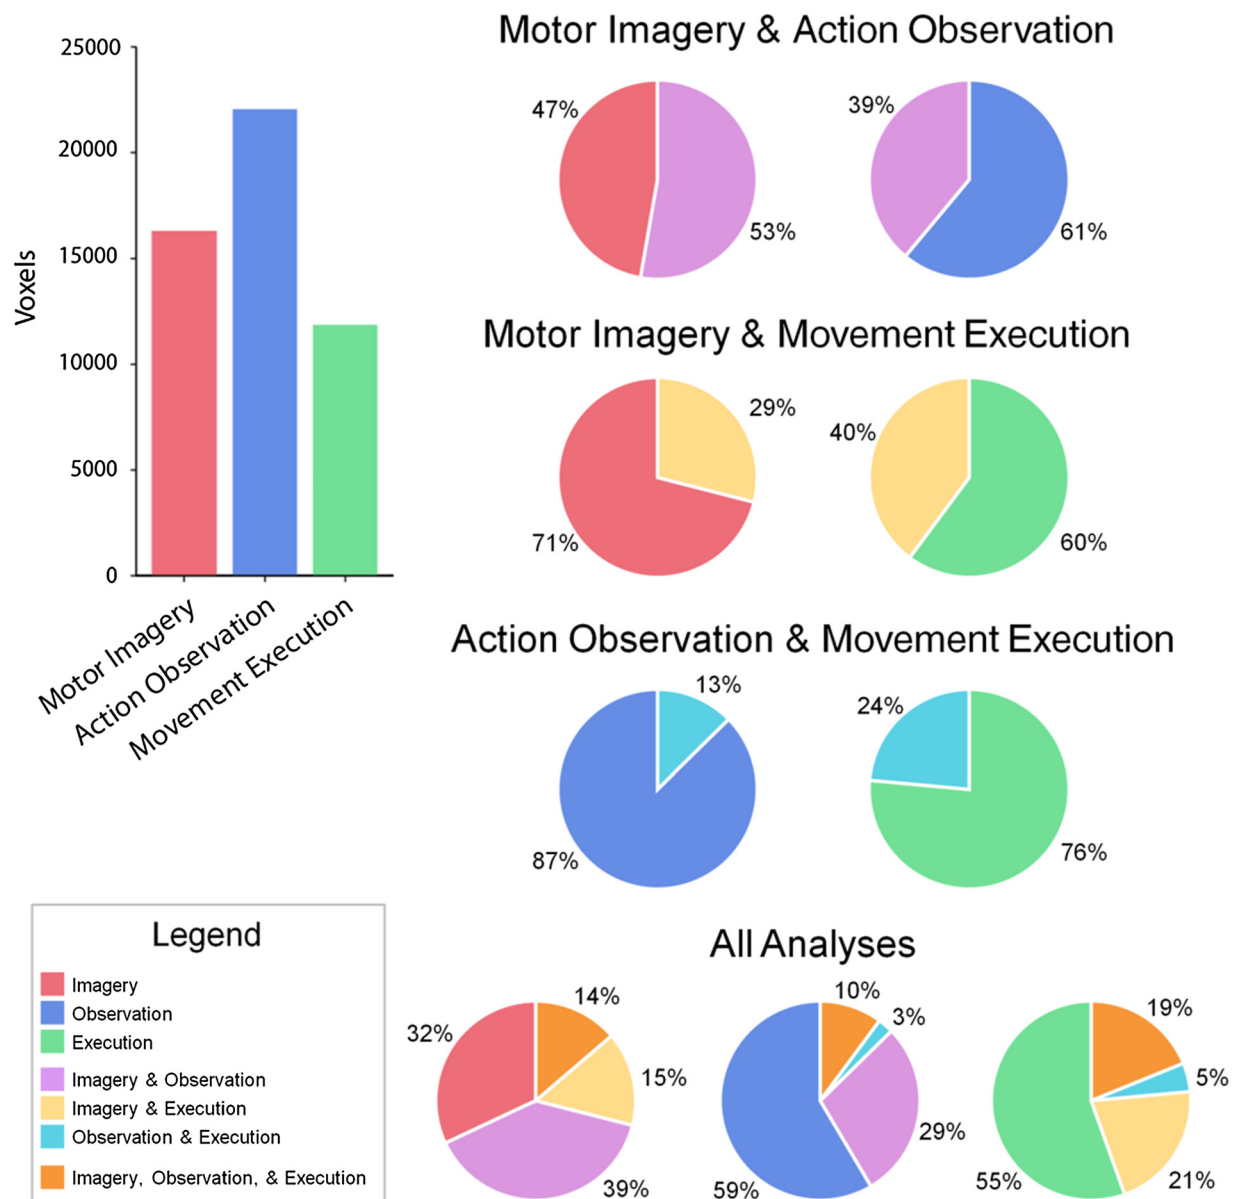 Motor Imagery & Action Observation
25000
20000
15000
10000
5000
0
Voxels
Motor Imagery
Action Observation
Movement Execution
47%
53%
39%
61%
Motor Imagery & Movement Execution
29%
71%
40%
60%
Action Observation & Movement Execution
13%
87%
24%
76%
Legend
Imagery
Observation
Execution
Imagery & Observation
Imagery & Execution
Observation & Execution
Imagery, Observation, & Execution
All Analyses
14%
32%
15%
39%
10%
3%
29%
59%
19%
5%
21%
55%